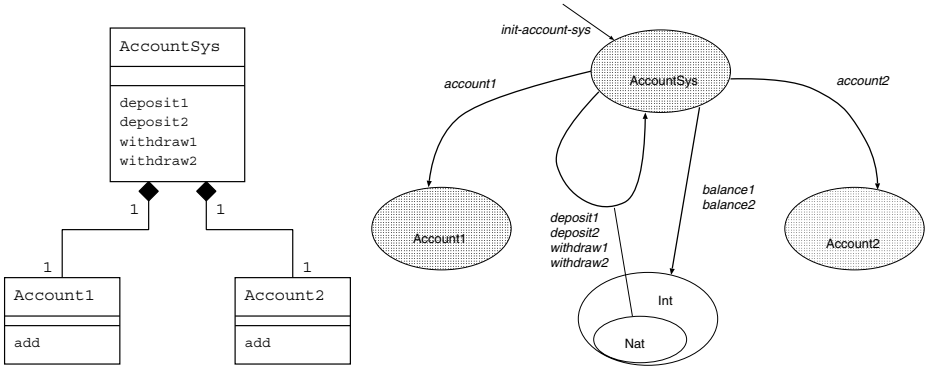 AccountSys
deposit1
deposit2
withdraw1
withdraw2
1
1
1
1
Account1
add
Account2
add
init-account-sys
AccountSys
account1
account2
Account1
deposit1
deposit2
withdraw1
withdraw2
balance1
balance2
Account2
Int
Nat